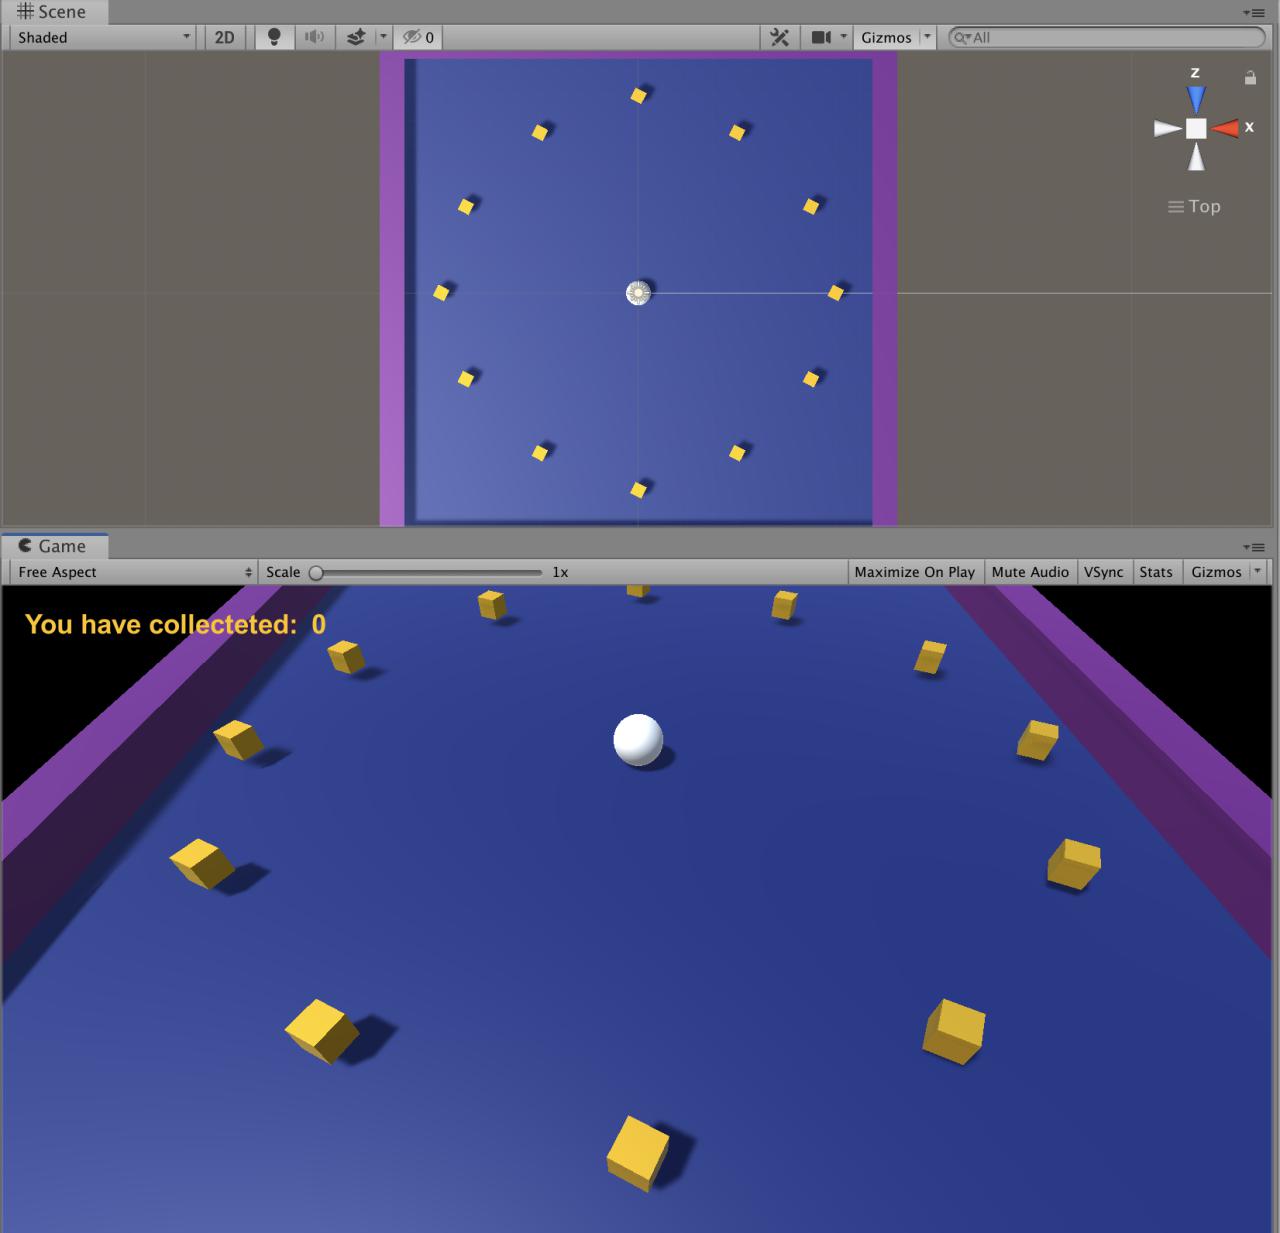 Scene
Shaded 2D 0 Gizmos All
z
x
Top
Game
Free Aspect Scale 1x Maximize On Play Mute Audio VSync Stats Gizmos
You have collecteted: 0